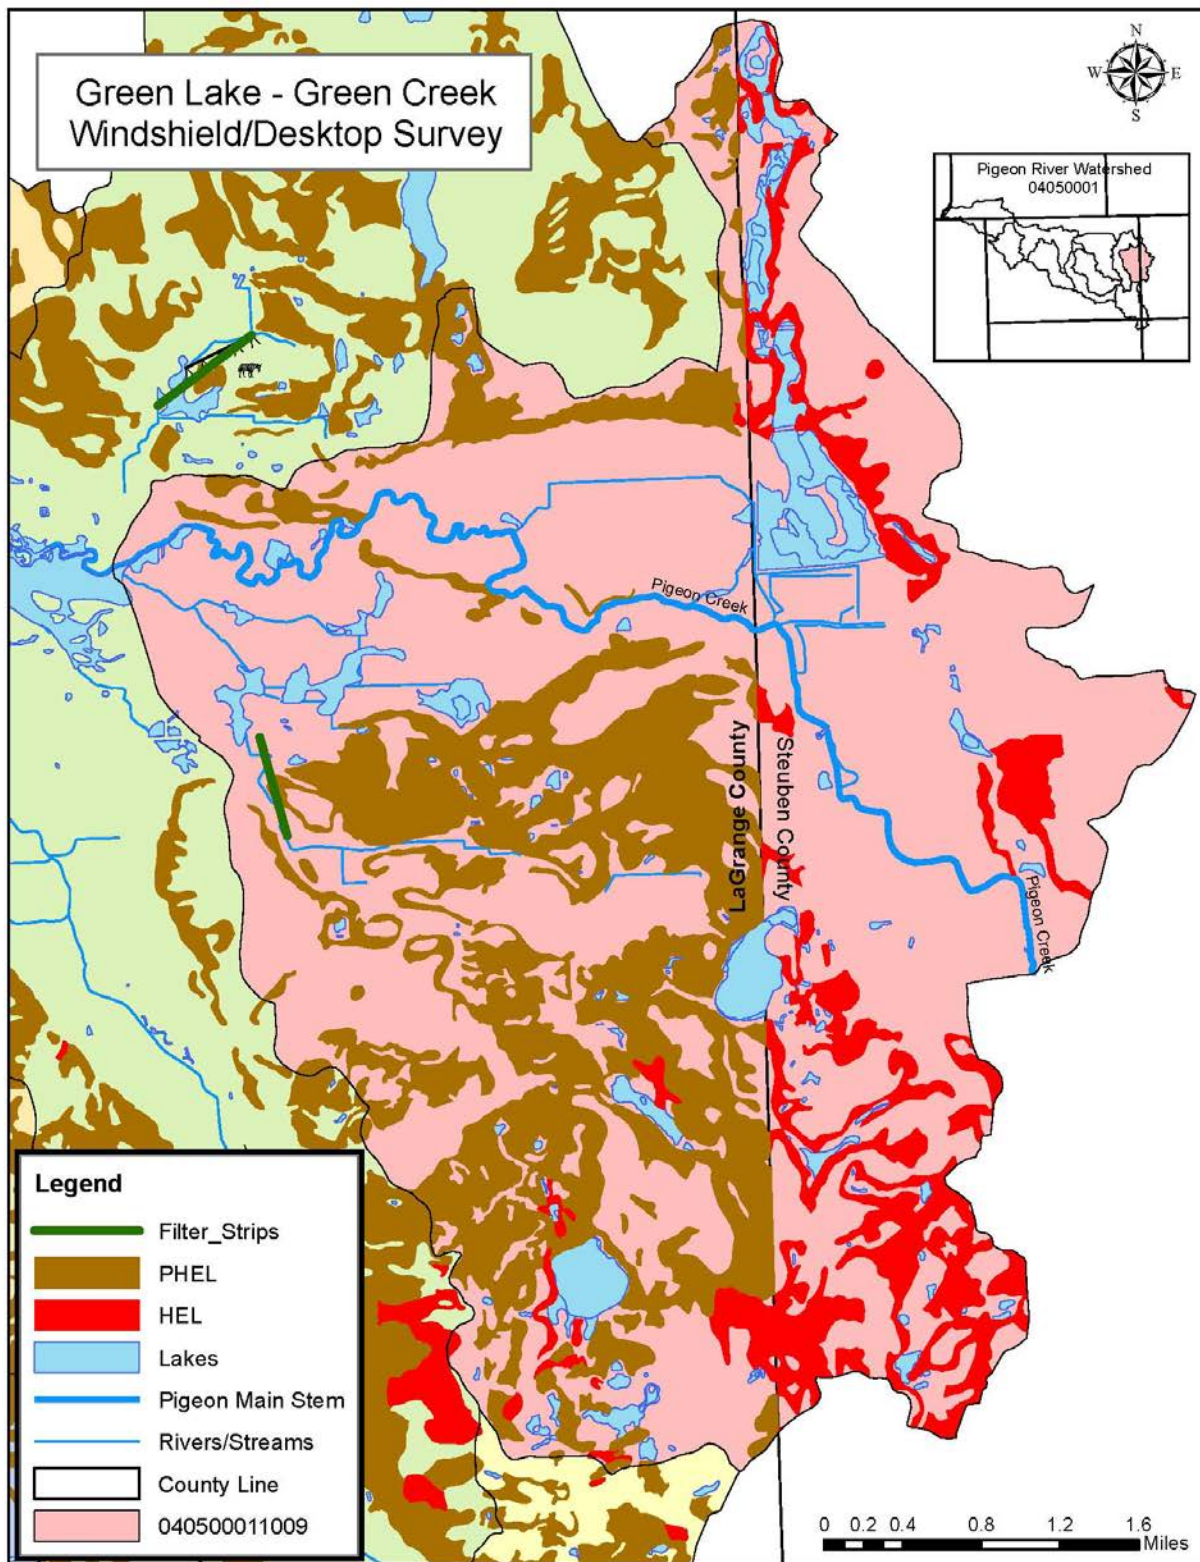 Green Lake - Green Creek
Windshield/Desktop Survey
N
W
E
S
Pigeon River Watershed
04050001
Pigeon Creek
LaGrange County
Steuben County
Pigeon Creek
Legend
Filter_Strips
PHEL
HEL
Lakes
Pigeon Main Stem
Rivers/Streams
County Line
040500011009
0 0.2 0.4 0.8 1.2 1.6
Miles